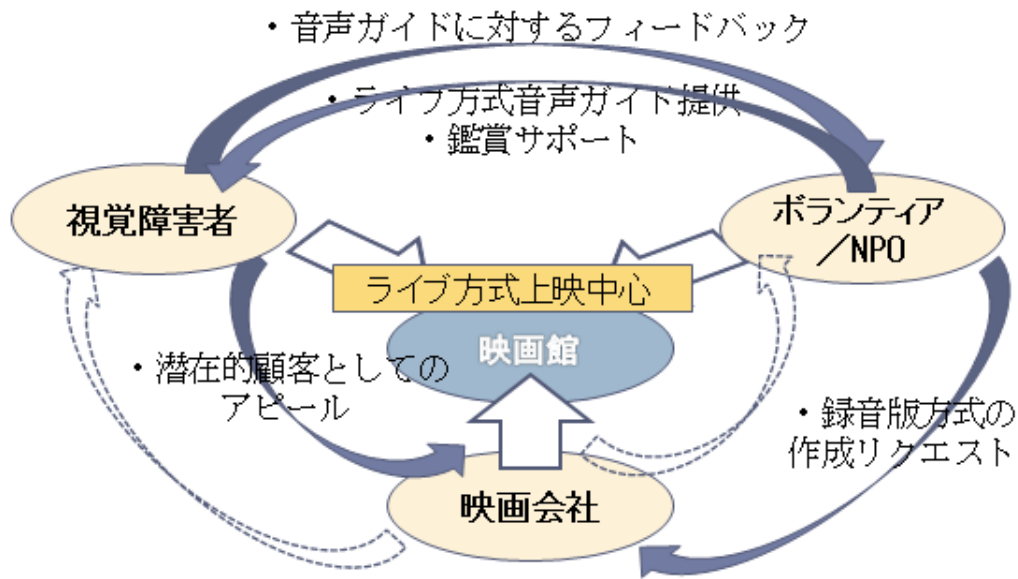 ・音声ガイドに対するフィードバック
・ライブ方式音声ガイド提供
・鑑賞サポート
視覚障害者
ボランティア
／NPO
ライブ方式上映中心
映画館
・潜在的顧客としての
アピール
・録音版方式の
作成リクエスト
映画会社